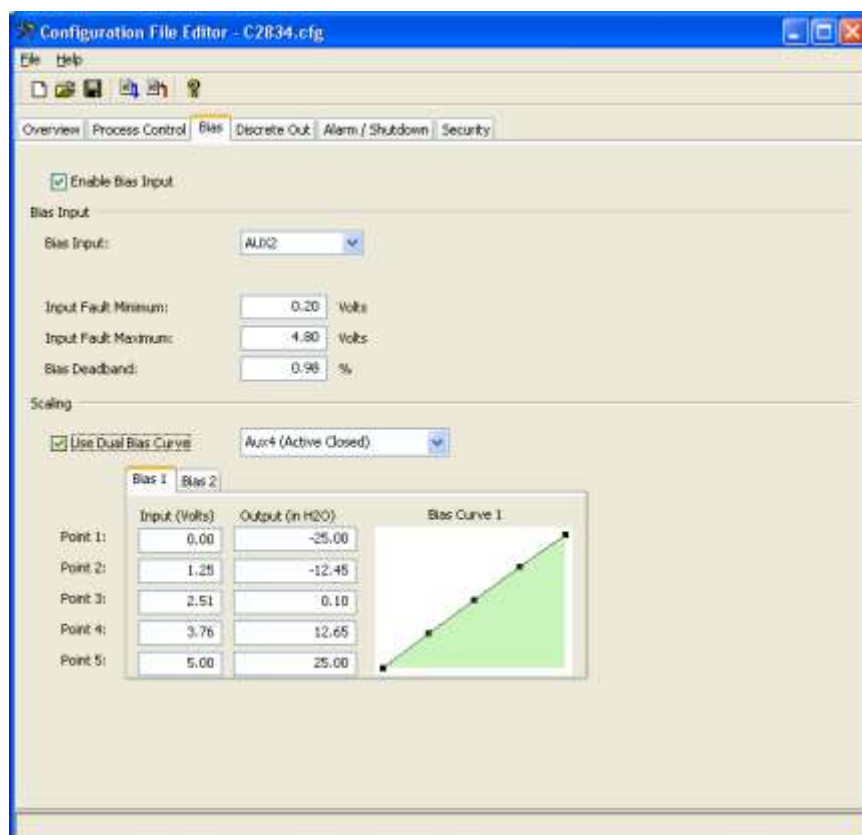 Configuration File Editor - C2834.cfg
File Help
Overview Process Control Bias Discrete Out Alarm / Shutdown Security
Enable Bias Input
Bias Input
Bias Input: AUX2
Input Fault Minimum: 0.20 Volts
Input Fault Maximum: 4.80 Volts
Bias Deadband: 0.98 %
Scaling
Use Dual Bias Curve Aux4 (Active Closed)
Bias 1 Bias 2
Input (Volts) Output (in H2O) Bias Curve 1
Point 1: 0.00 -25.00
Point 2: 1.25 -12.45
Point 3: 2.51 0.10
Point 4: 3.76 12.65
Point 5: 5.00 25.00